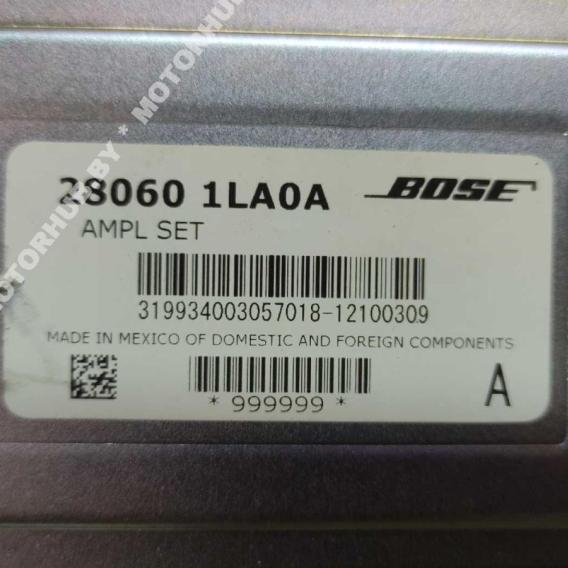 MOTORHUB.BY * MOTORHUB
28060 1LA0A BOSE
AMPL SET
319934003057018-12100309
MADE IN MEXICO OF DOMESTIC AND FOREIGN COMPONENTS
* 999999 *
A